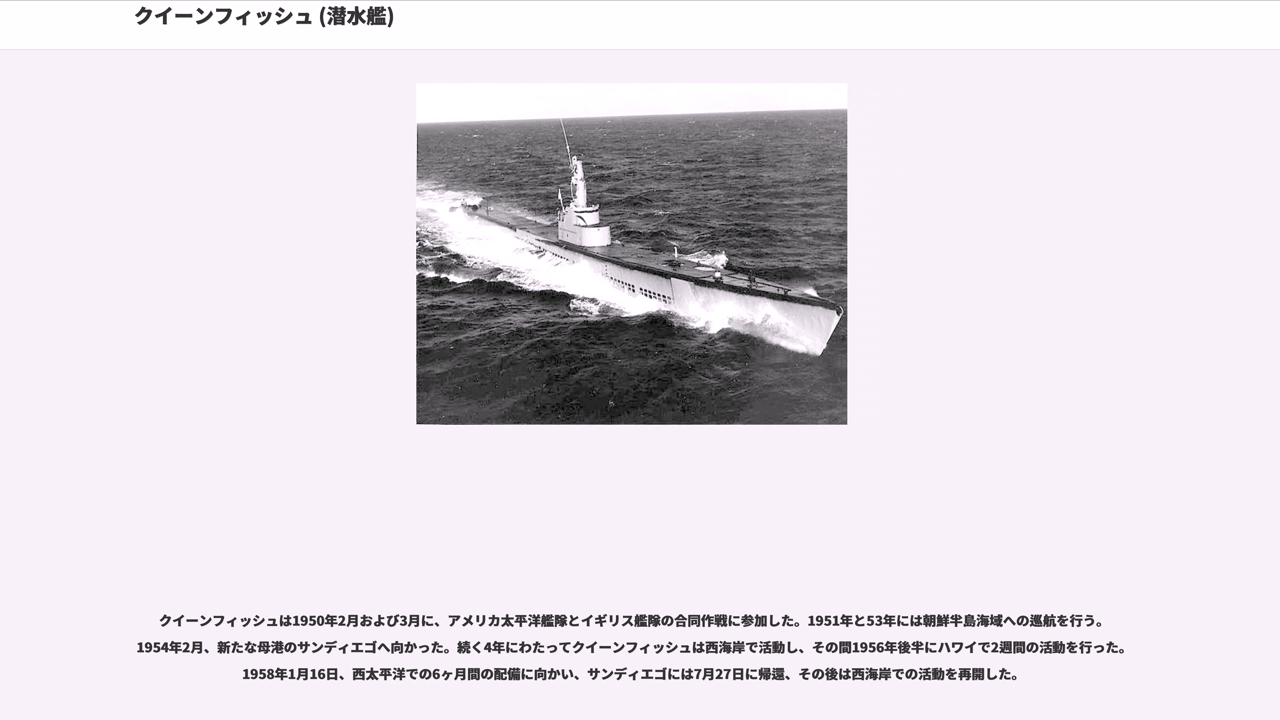 クイーンフィッシュ (潜水艦)
クイーンフィッシュは1950年2月および3月に、アメリカ太平洋艦隊とイギリス艦隊の合同作戦に参加した。1951年と53年には朝鮮半島海域への巡航を行う。
1954年2月、新たな母港のサンディエゴへ向かった。続く4年にわたってクイーンフィッシュは西海岸で活動し、その間1956年後半にハワイで2週間の活動を行った。
1958年1月16日、西太平洋での6ヶ月間の配備に向かい、サンディエゴには7月27日に帰還、その後は西海岸での活動を再開した。